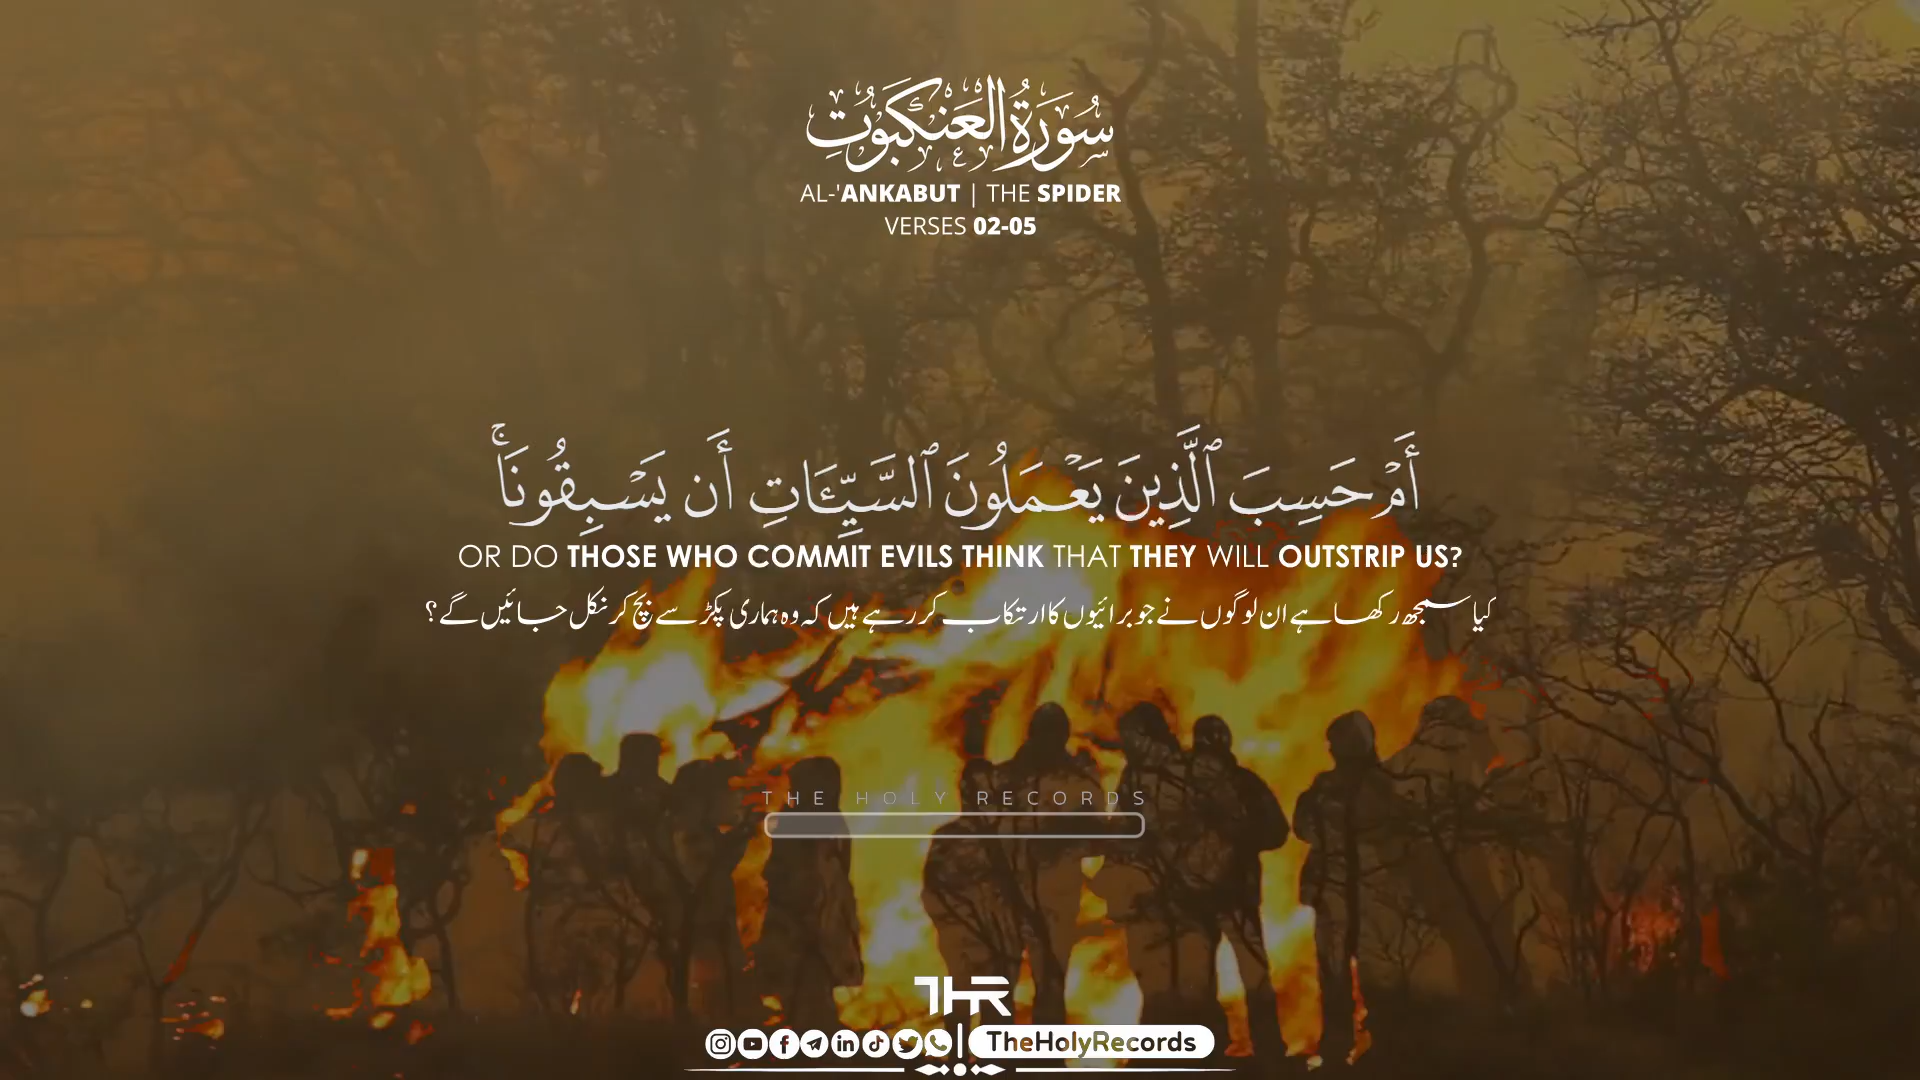 سُورَةُ الْعَنكَبُوتِ
AL-'ANKABUT | THE SPIDER
VERSES 02-05
أَمْ حَسِبَ ٱلَّذِينَ يَعْمَلُونَ ٱلسَّيِّـَٔاتِ أَن يَسْبِقُونَاۚ
OR DO THOSE WHO COMMIT EVILS THINK THAT THEY WILL OUTSTRIP US?
کیا سمجھ رکھا ہے ان لوگوں نے جو برائیوں کا ارتکاب کر رہے ہیں کہ وہ ہماری پکڑ سے بچ کر نکل جائیں گے؟
THE HOLY RECORDS
THR
TheHolyRecords